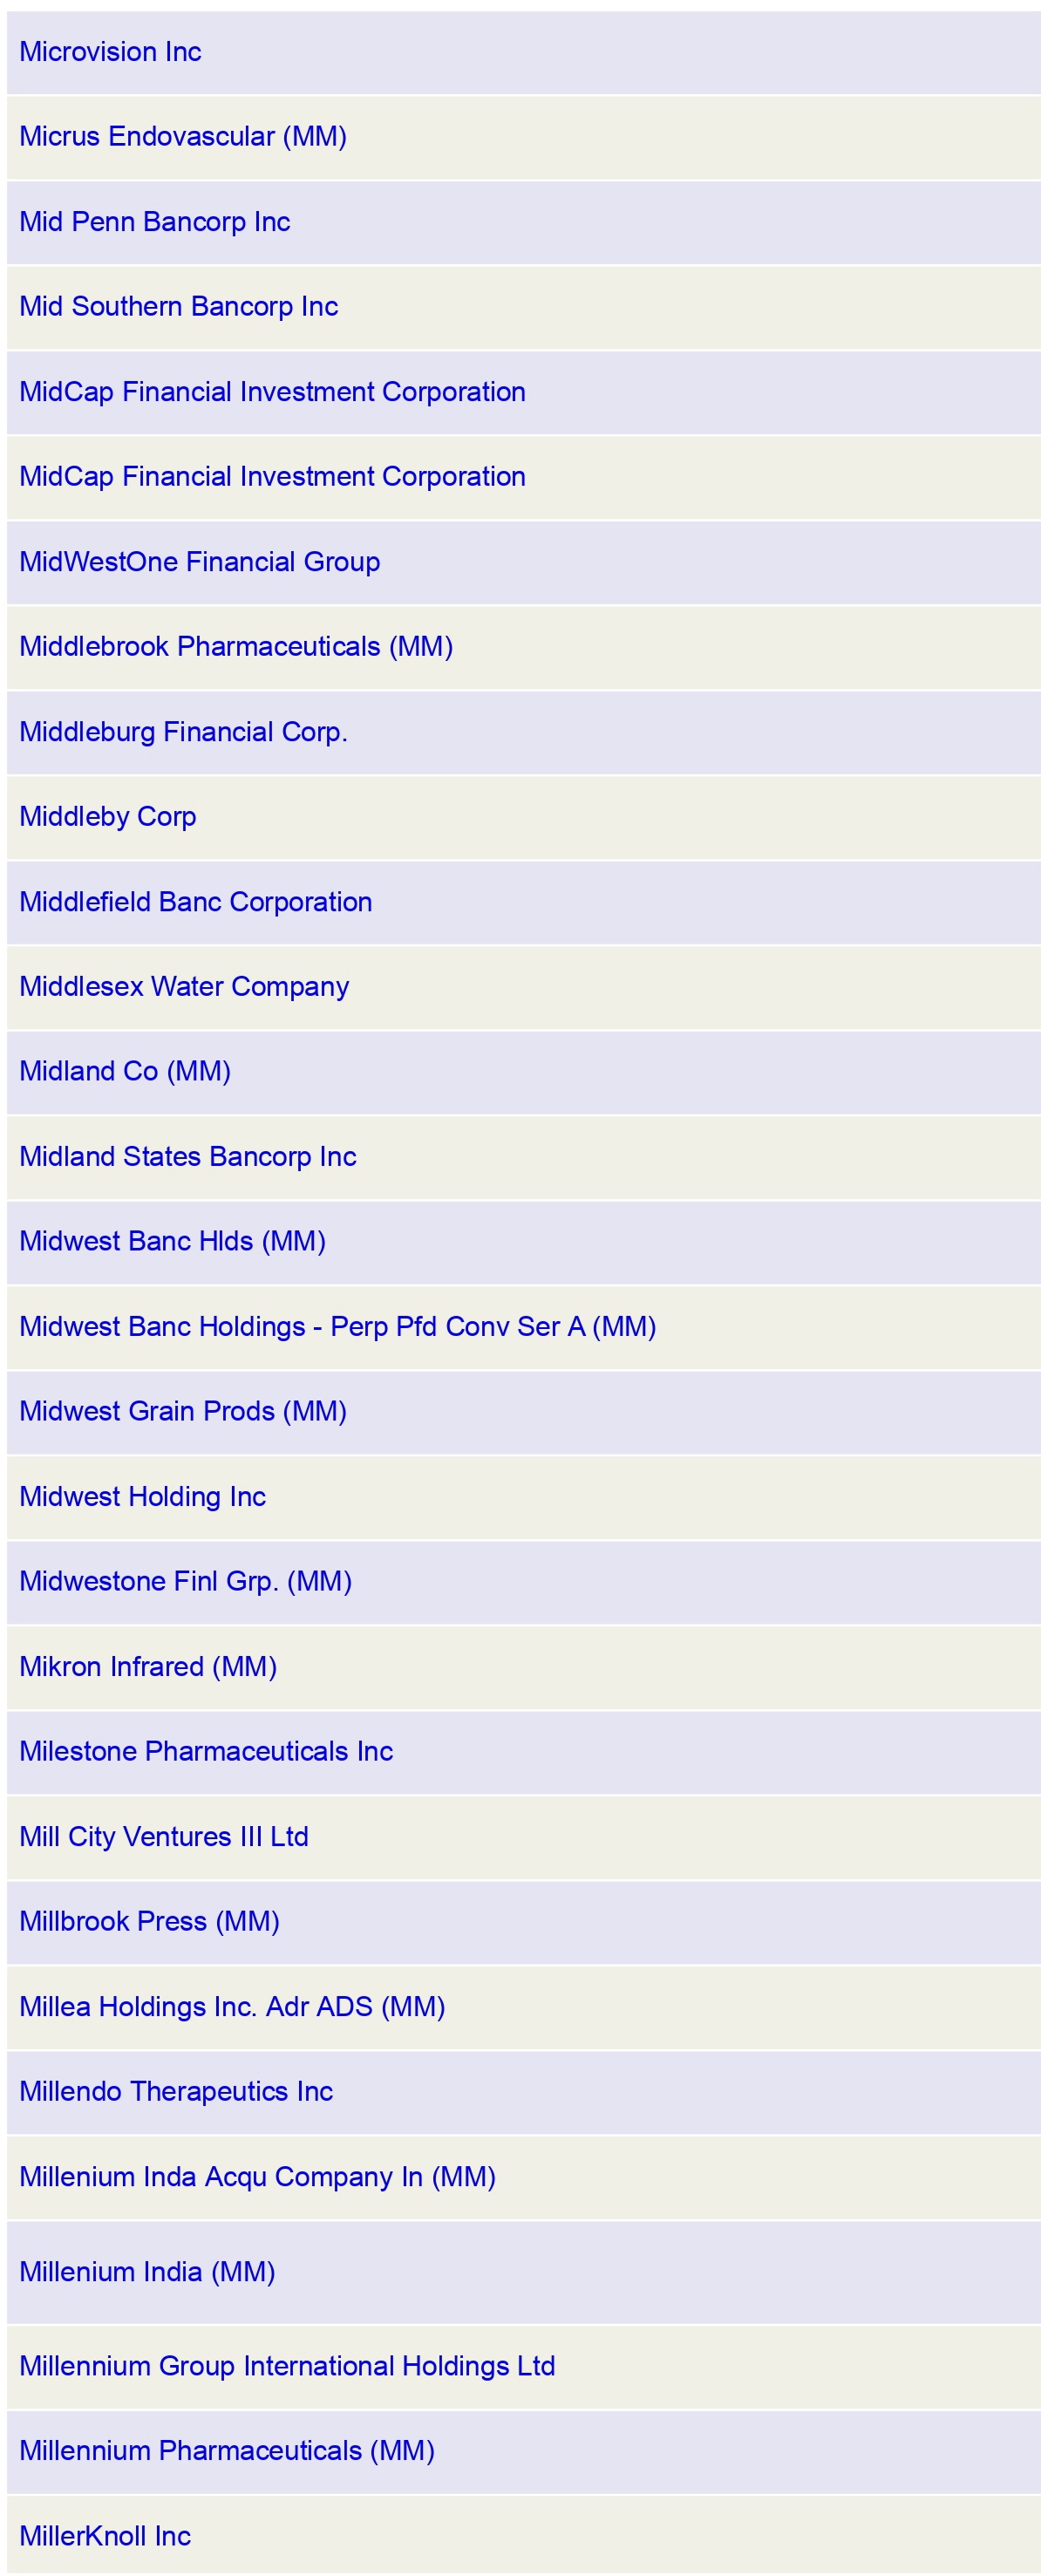 Microvision Inc
Micrus Endovascular (MM)
Mid Penn Bancorp Inc
Mid Southern Bancorp Inc
MidCap Financial Investment Corporation
MidCap Financial Investment Corporation
MidWestOne Financial Group
Middlebrook Pharmaceuticals (MM)
Middleburg Financial Corp.
Middleby Corp
Middlefield Banc Corporation
Middlesex Water Company
Midland Co (MM)
Midland States Bancorp Inc
Midwest Banc Hlds (MM)
Midwest Banc Holdings - Perp Pfd Conv Ser A (MM)
Midwest Grain Prods (MM)
Midwest Holding Inc
Midwestone Finl Grp. (MM)
Mikron Infrared (MM)
Milestone Pharmaceuticals Inc
Mill City Ventures III Ltd
Millbrook Press (MM)
Millea Holdings Inc. Adr ADS (MM)
Millendo Therapeutics Inc
Millenium Inda Acqu Company In (MM)
Millenium India (MM)
Millennium Group International Holdings Ltd
Millennium Pharmaceuticals (MM)
MillerKnoll Inc